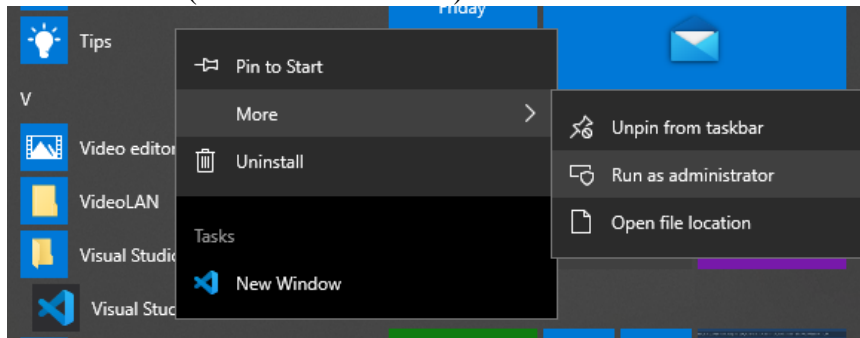 Friday
Tips
Pin to Start
V
More
Unpin from taskbar
Video editor
Uninstall
Run as administrator
VideoLAN
Open file location
Tasks
Visual Studi
New Window
Visual Stud